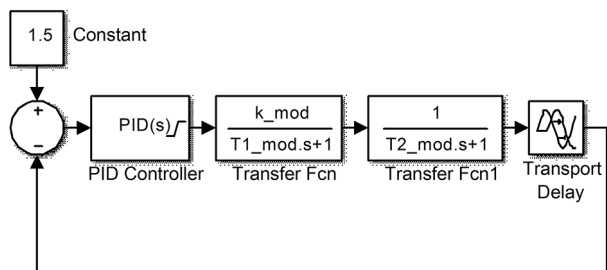 1.5
Constant
+
−
PID(s)
PID Controller
k_mod
T1_mod.s+1
Transfer Fcn
1
T2_mod.s+1
Transfer Fcn1
Transport
Delay